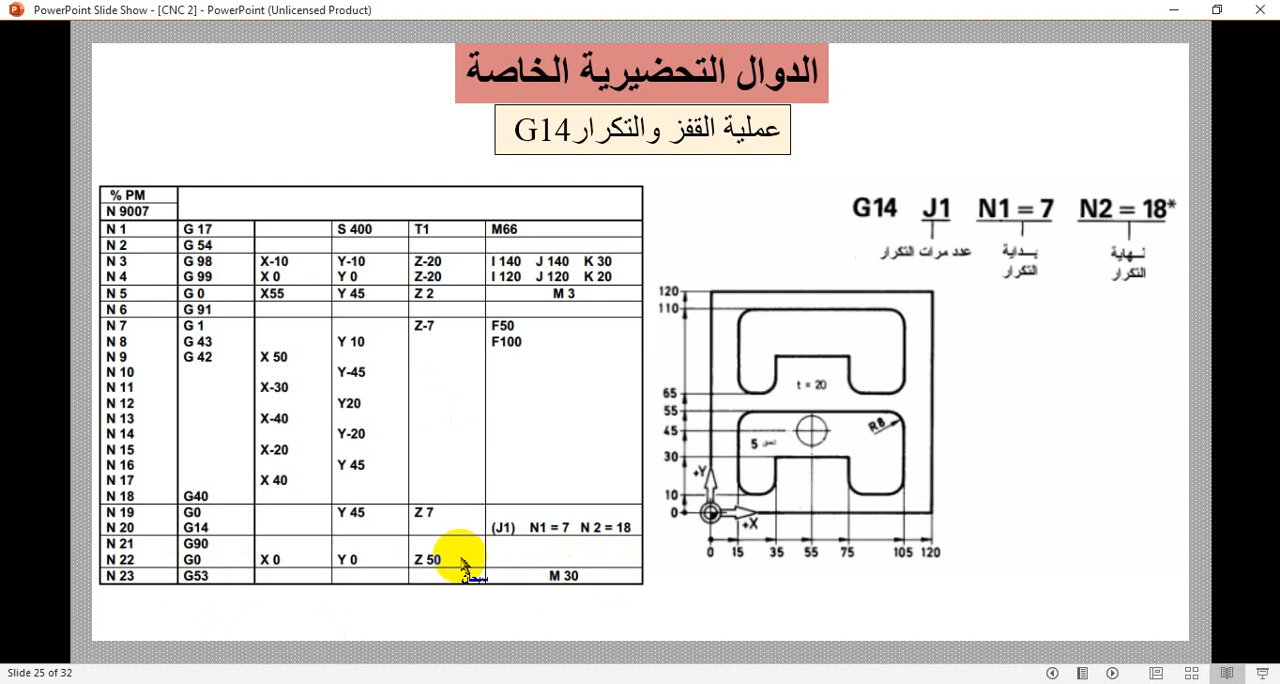 PowerPoint Slide Show - [CNC 2] - PowerPoint (Unlicensed Product)
الدوال التحضيرية الخاصة
عملية القفز والتكرار G14
% PM
N 9007
N 1 G 17 S 400 T1 M66
N 2 G 54
N 3 G 98 X-10 Y-10 Z-20 I 140 J 140 K 30
N 4 G 99 X 0 Y 0 Z-20 I 120 J 120 K 20
N 5 G 0 X55 Y 45 Z 2 M 3
N 6 G 91
N 7 G 1 Z-7 F50
N 8 G 43 Y 10 F100
N 9 G 42 X 50
N 10 Y-45
N 11 X-30
N 12 Y20
N 13 X-40
N 14 Y-20
N 15 X-20
N 16 Y 45
N 17 X 40
N 18 G40
N 19 G0 Y 45 Z 7
N 20 G14 (J1) N1 = 7 N 2 = 18
N 21 G90
N 22 G0 X 0 Y 0 Z 50
N 23 G53 M 30
G14 J1 N1 = 7 N2 = 18*
عدد مرات التكرار
بداية التكرار
نهاية التكرار
120
110
65
55
45
30
10
0
t = 20
R8
عمق 5
+Y
+X
0 15 35 55 75 105 120
Slide 25 of 32